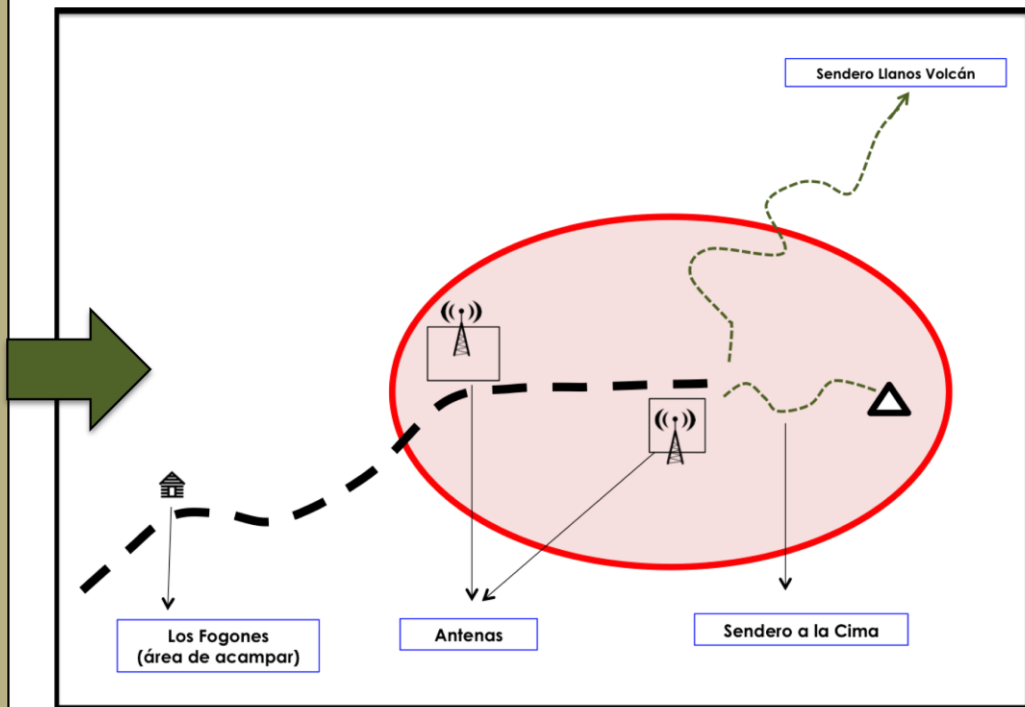 Sendero Llanos Volcán
Los Fogones
(área de acampar)
Antenas
Sendero a la Cima